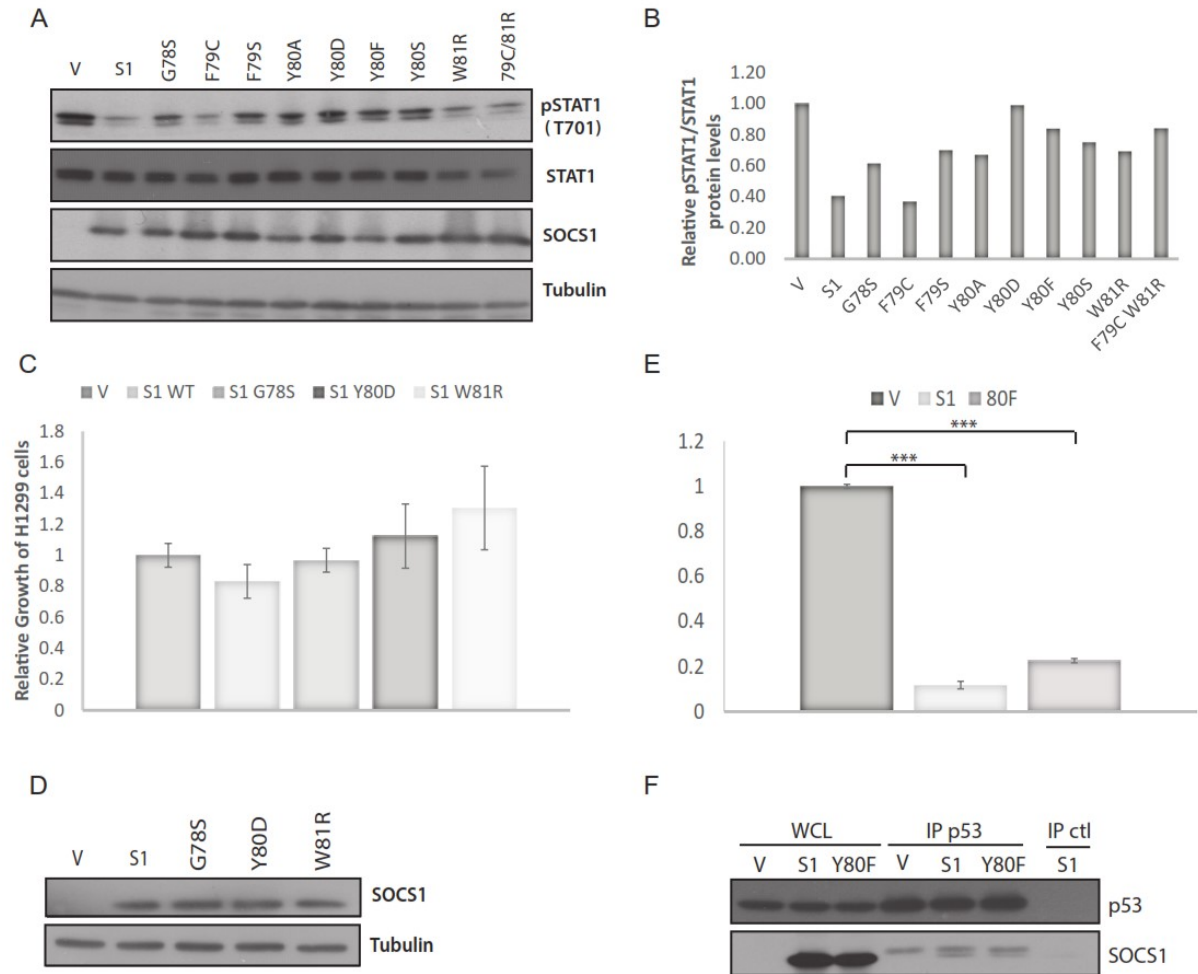 A
V S1 G78S F79C F79S Y80A Y80D Y80F Y80S W81R 79C/81R
pSTAT1
(T701)
STAT1
SOCS1
Tubulin
B
Relative pSTAT1/STAT1
protein levels
1.20
1.00
0.80
0.60
0.40
0.20
0.00
V S1 G78S F79C F79S Y80A Y80D Y80F Y80S W81R F79C W81R
C
V S1 WT S1 G78S S1 Y80D S1 W81R
Relative Growth of H1299 cells
1.8
1.6
1.4
1.2
1
0.8
0.6
0.4
0.2
0
E
V S1 80F
***
***
1.2
1
0.8
0.6
0.4
0.2
0
D
V S1 G78S Y80D W81R
SOCS1
Tubulin
F
WCL IP p53 IP ctl
V S1 Y80F V S1 Y80F S1
p53
SOCS1